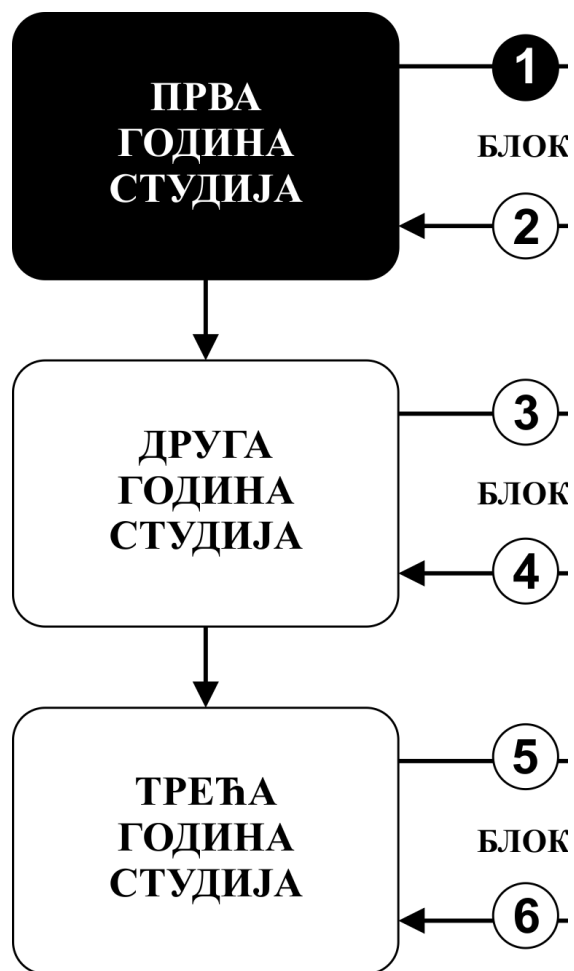 ПРВА
ГОДИНА
СТУДИЈА
1
БЛОК
2
ДРУГА
ГОДИНА
СТУДИЈА
3
БЛОК
4
ТРЕЋА
ГОДИНА
СТУДИЈА
5
БЛОК
6